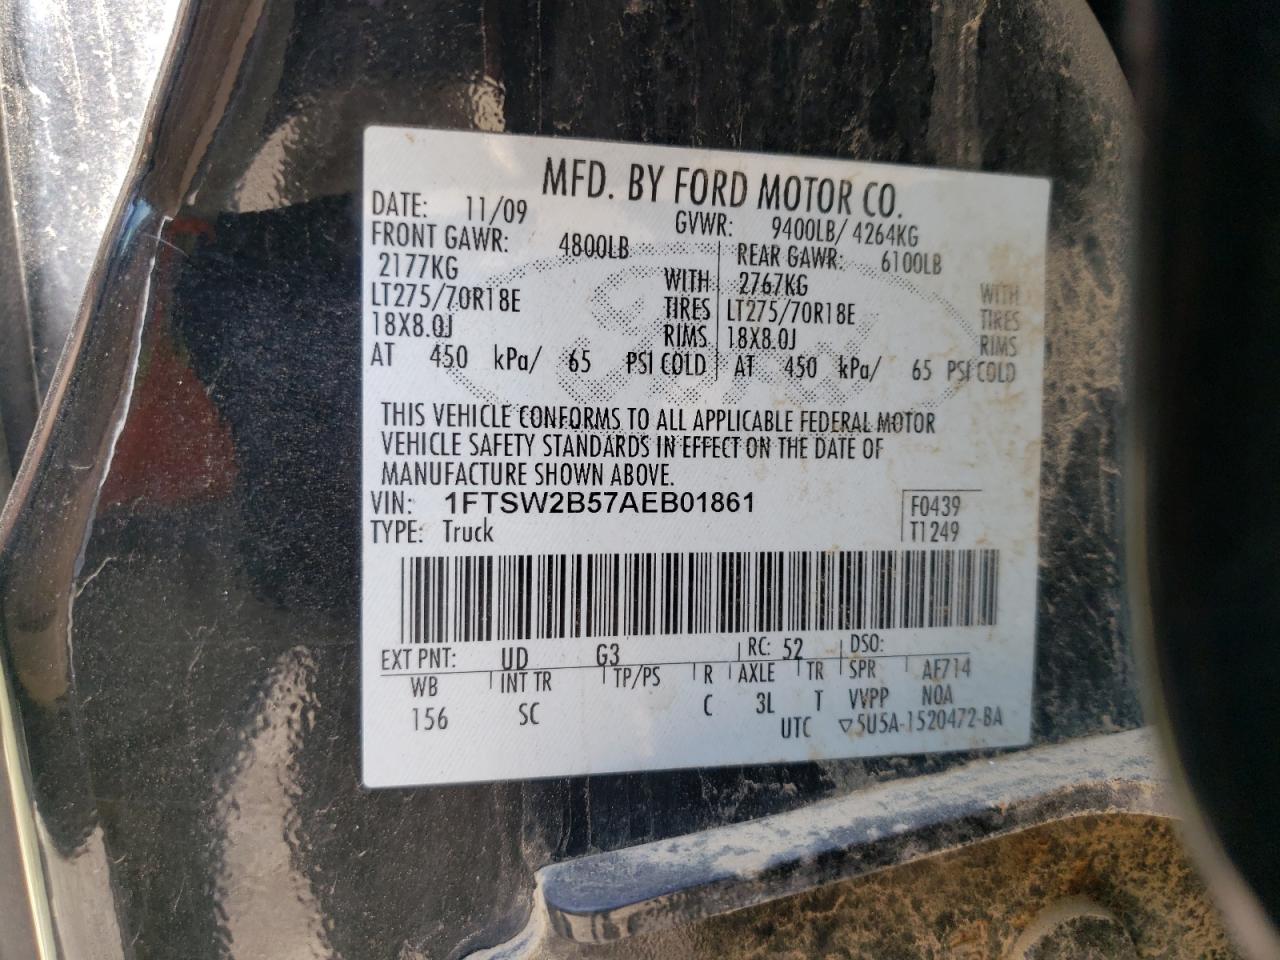 MFD. BY FORD MOTOR CO.
DATE: 11/09 GVWR: 9400LB/ 4264KG
FRONT GAWR: 4800LB REAR GAWR: 6100LB
2177KG WITH 2767KG WITH
LT275/70R18E TIRES LT275/70R18E TIRES
18X8.0J RIMS 18X8.0J RIMS
AT 450 kPa/ 65 PSI COLD AT 450 kPa/ 65 PSI COLD
THIS VEHICLE CONFORMS TO ALL APPLICABLE FEDERAL MOTOR
VEHICLE SAFETY STANDARDS IN EFFECT ON THE DATE OF
MANUFACTURE SHOWN ABOVE.
VIN: 1FTSW2B57AEB01861 F0439
TYPE: Truck T1249
EXT PNT: UD G3 RC: 52 DSO:
WB INT TR TP/PS R AXLE TR SPR AF714
156 SC C 3L T VVPP NOA
UTC ▽5U5A-1520472-BA